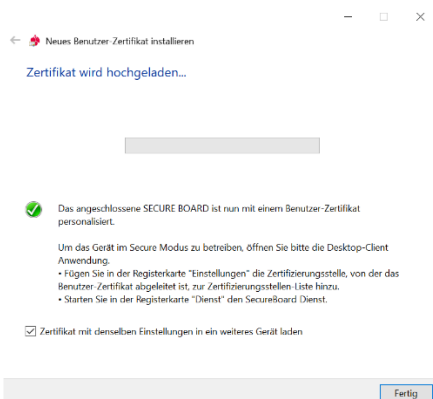 Neues Benutzer-Zertifikat installieren
Zertifikat wird hochgeladen...
Das angeschlossene SECURE BOARD ist nun mit einem Benutzer-Zertifikat
personalisiert.
Um das Gerät im Secure Modus zu betreiben, öffnen Sie bitte die Desktop-Client
Anwendung.
• Fügen Sie in der Registerkarte "Einstellungen" die Zertifizierungsstelle, von der das
Benutzer-Zertifikat abgeleitet ist, zur Zertifizierungsstellen-Liste hinzu.
• Starten Sie in der Registerkarte "Dienst" den SecureBoard Dienst.
Zertifikat mit denselben Einstellungen in ein weiteres Gerät laden
Fertig